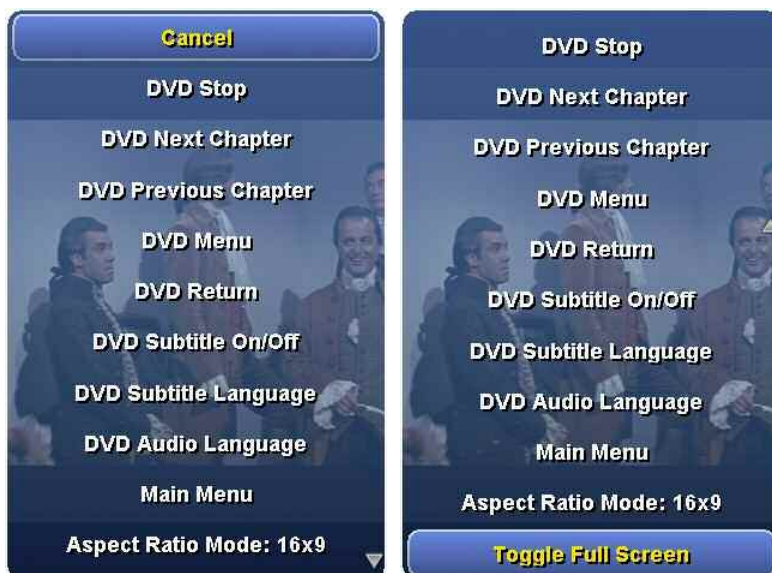 Cancel
DVD Stop
DVD Next Chapter
DVD Previous Chapter
DVD Menu
DVD Return
DVD Subtitle On/Off
DVD Subtitle Language
DVD Audio Language
Main Menu
Aspect Ratio Mode: 16x9
DVD Stop
DVD Next Chapter
DVD Previous Chapter
DVD Menu
DVD Return
DVD Subtitle On/Off
DVD Subtitle Language
DVD Audio Language
Main Menu
Aspect Ratio Mode: 16x9
Toggle Full Screen